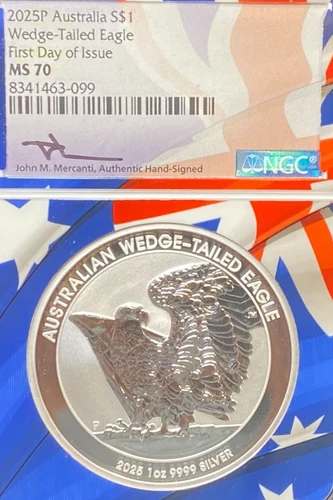 2025P Australia S$1
Wedge-Tailed Eagle
First Day of Issue
MS 70
8341463-099
John M. Mercanti, Authentic Hand-Signed
NGC
AUSTRALIAN WEDGE-TAILED EAGLE
P
2025 1oz 9999 SILVER